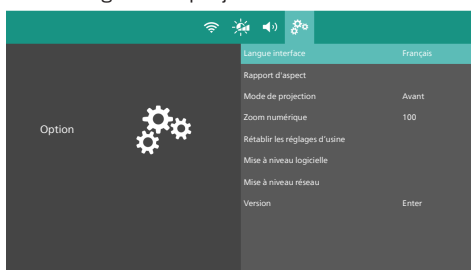 Langue interface Français
Rapport d'aspect
Mode de projection Avant
Zoom numérique 100
Option
Rétablir les réglages d'usine
Mise à niveau logicielle
Mise à niveau réseau
Version Enter